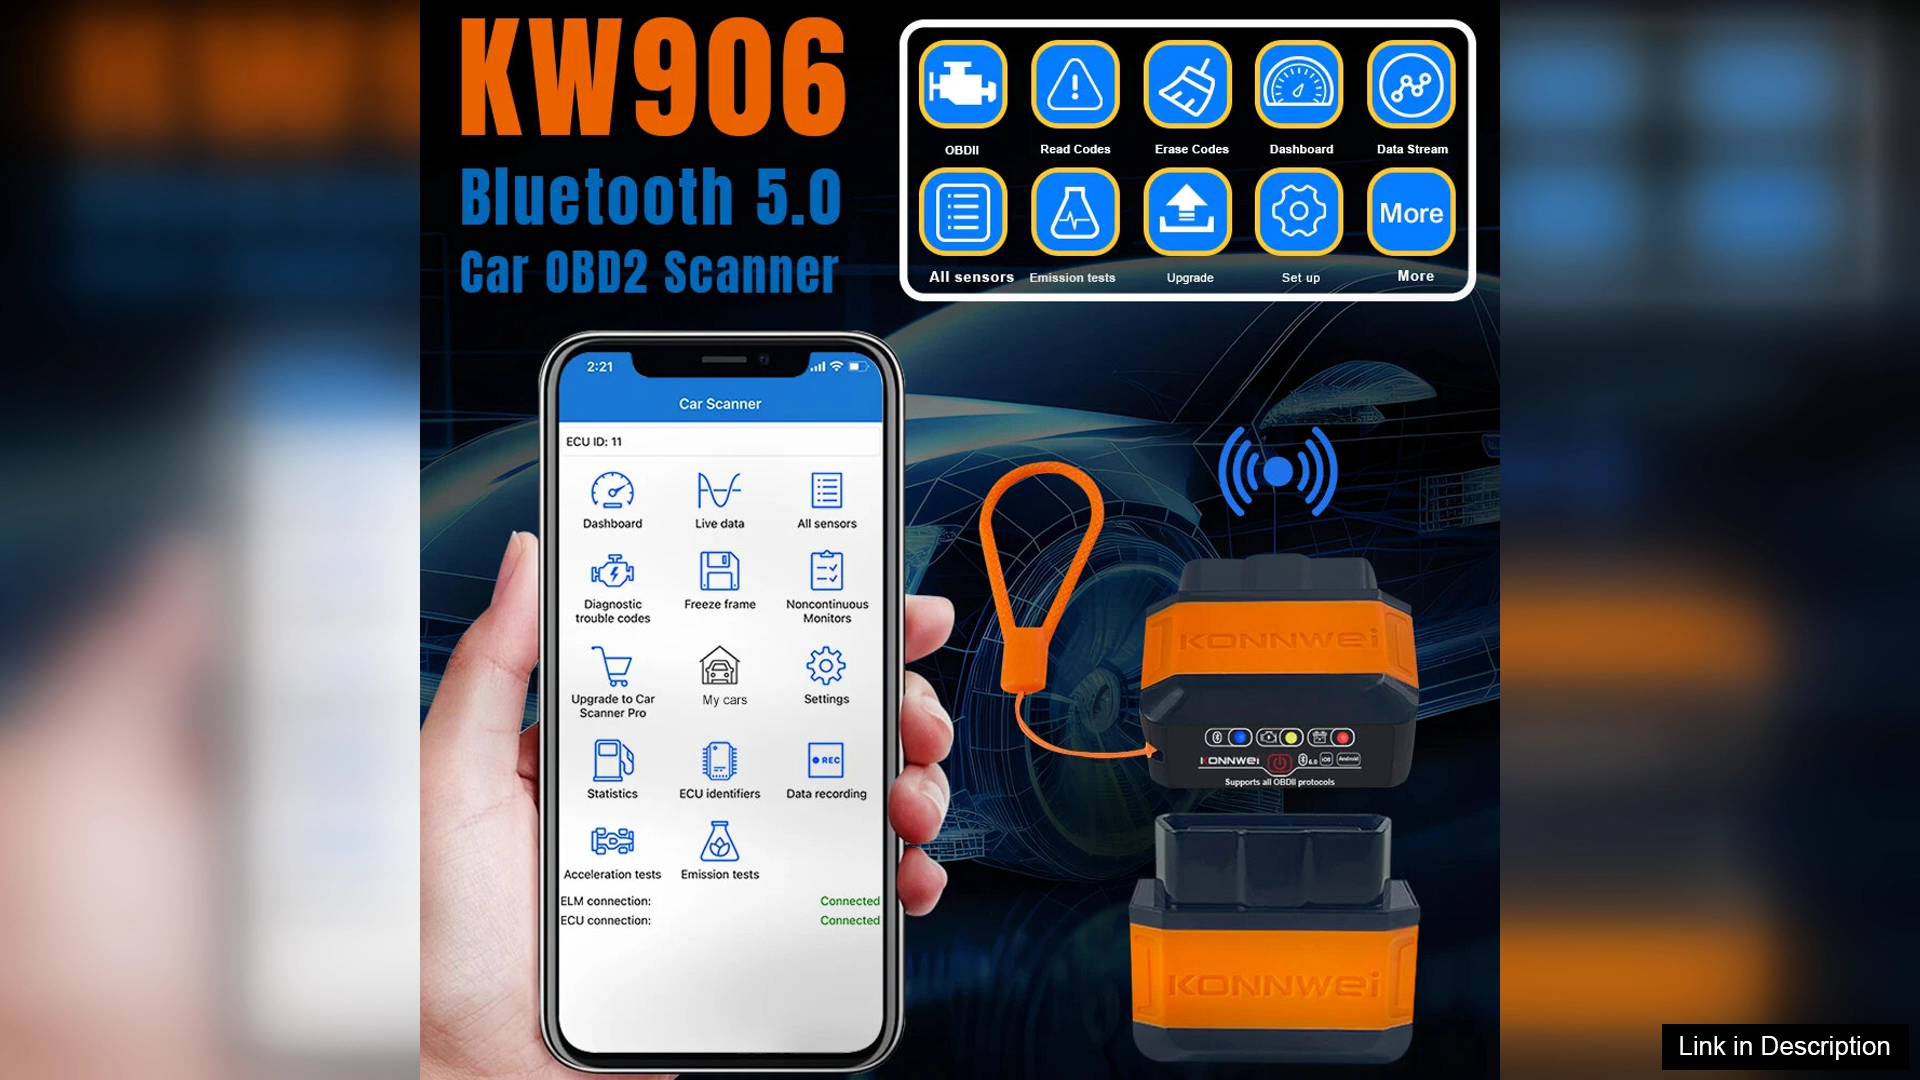 KW906
Bluetooth 5.0
Car OBD2 Scanner
OBDII
Read Codes
Erase Codes
Dashboard
Data Stream
More
All sensors
Emission tests
Upgrade
Set up
More
2:21
Car Scanner
ECU ID: 11
Dashboard
Live data
All sensors
Diagnostic
trouble codes
Freeze frame
Noncontinuous
Monitors
Upgrade to Car
Scanner Pro
My cars
Settings
REC
Statistics
ECU identifiers
Data recording
Acceleration tests
Emission tests
ELM connection: Connected
ECU connection: Connected
KONNWEI
KONNWEI 5.0 iOS Android
Supports all OBDII protocols
KONNWEI
Link in Description